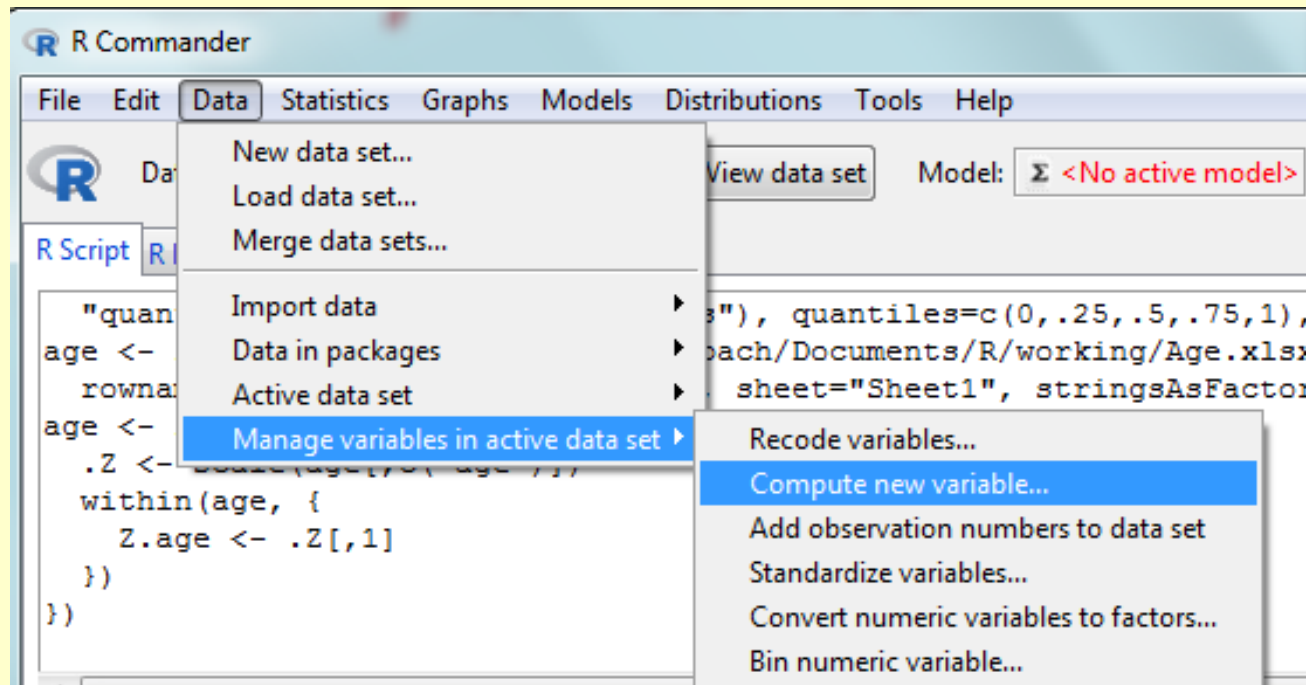 R Commander
File Edit Data Statistics Graphs Models Distributions Tools Help
View data set Model: Σ <No active model>
R Script
New data set...
Load data set...
Merge data sets...
Import data
Data in packages
Active data set
Manage variables in active data set
Recode variables...
Compute new variable...
Add observation numbers to data set
Standardize variables...
Convert numeric variables to factors...
Bin numeric variable...
"quan s"), quantiles=c(0,.25,.5,.75,1),
age <- bach/Documents/R/working/Age.xlsx
rowna sheet="Sheet1", stringsAsFactor
age <-
.Z <-
within(age, {
Z.age <- .Z[,1]
})
})